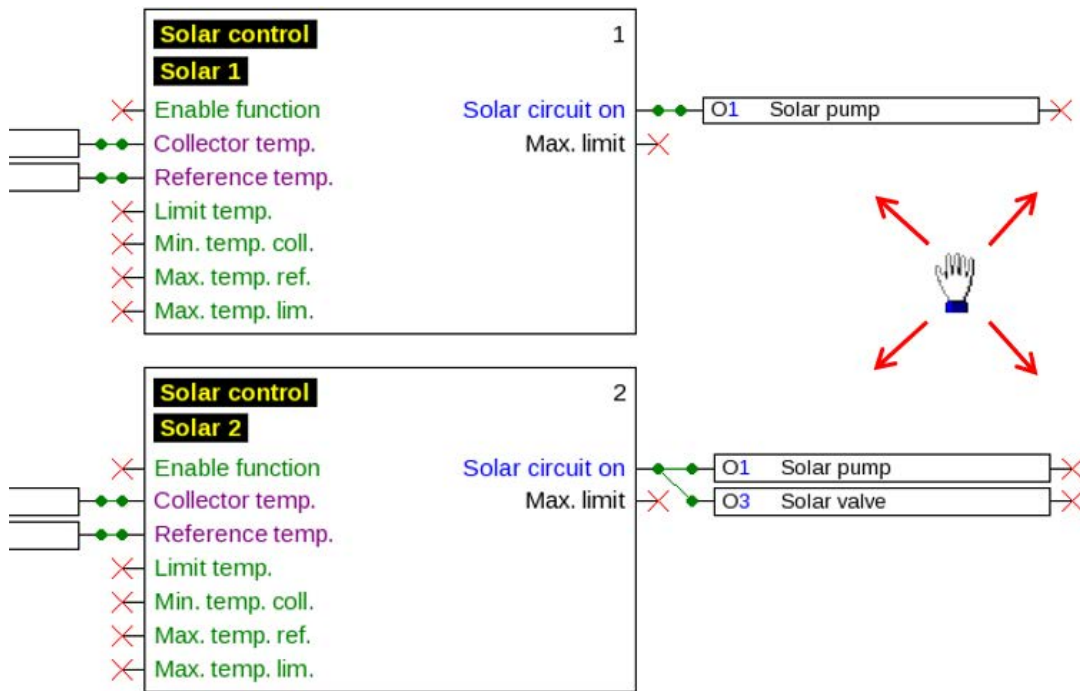 Solar control 1
Solar 1
Enable function Solar circuit on O1 Solar pump
Collector temp. Max. limit
Reference temp.
Limit temp.
Min. temp. coll.
Max. temp. ref.
Max. temp. lim.
Solar control 2
Solar 2
Enable function Solar circuit on O1 Solar pump
Collector temp. Max. limit O3 Solar valve
Reference temp.
Limit temp.
Min. temp. coll.
Max. temp. ref.
Max. temp. lim.